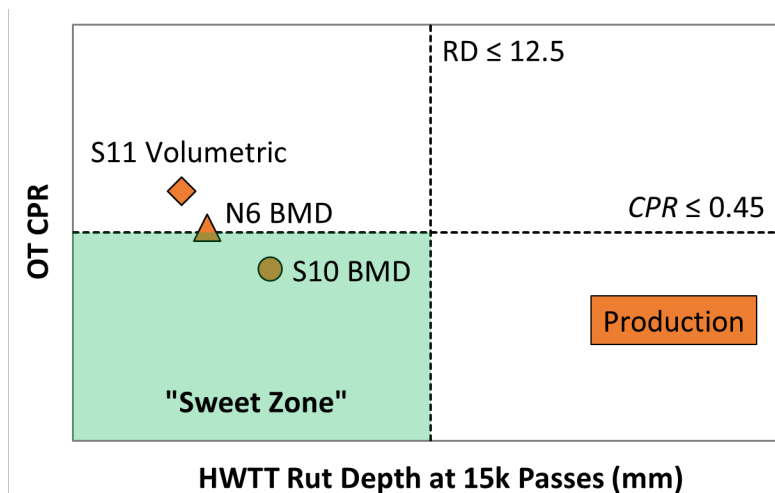 RD ≤ 12.5
S11 Volumetric
N6 BMD
CPR ≤ 0.45
OT CPR
S10 BMD
Production
"Sweet Zone"
HWTT Rut Depth at 15k Passes (mm)